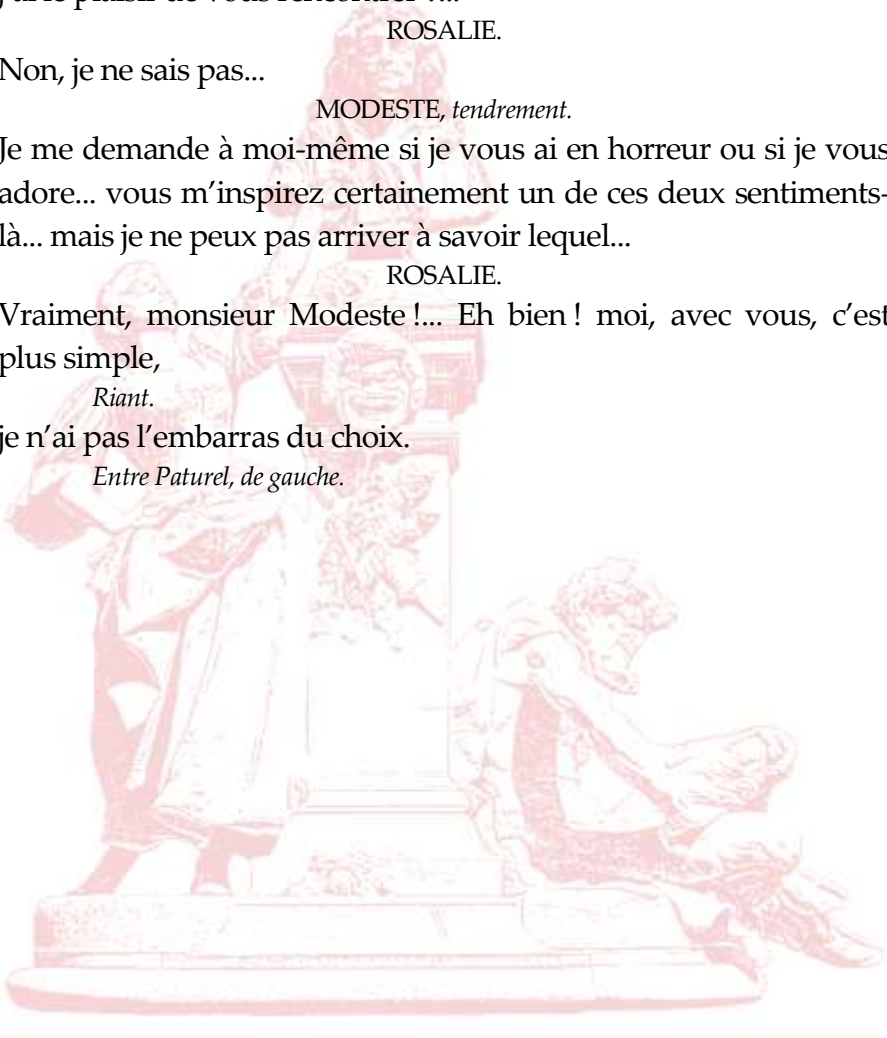 ROSALIE.
Non, je ne sais pas...
MODESTE, tendrement.
Je me demande à moi-même si je vous ai en horreur ou si je vous
adore... vous m’inspirez certainement un de ces deux sentiments-
là... mais je ne peux pas arriver à savoir lequel...
ROSALIE.
Vraiment, monsieur Modeste !... Eh bien ! moi, avec vous, c’est
plus simple,
Riant.
je n’ai pas l’embarras du choix.
Entre Paturel, de gauche.